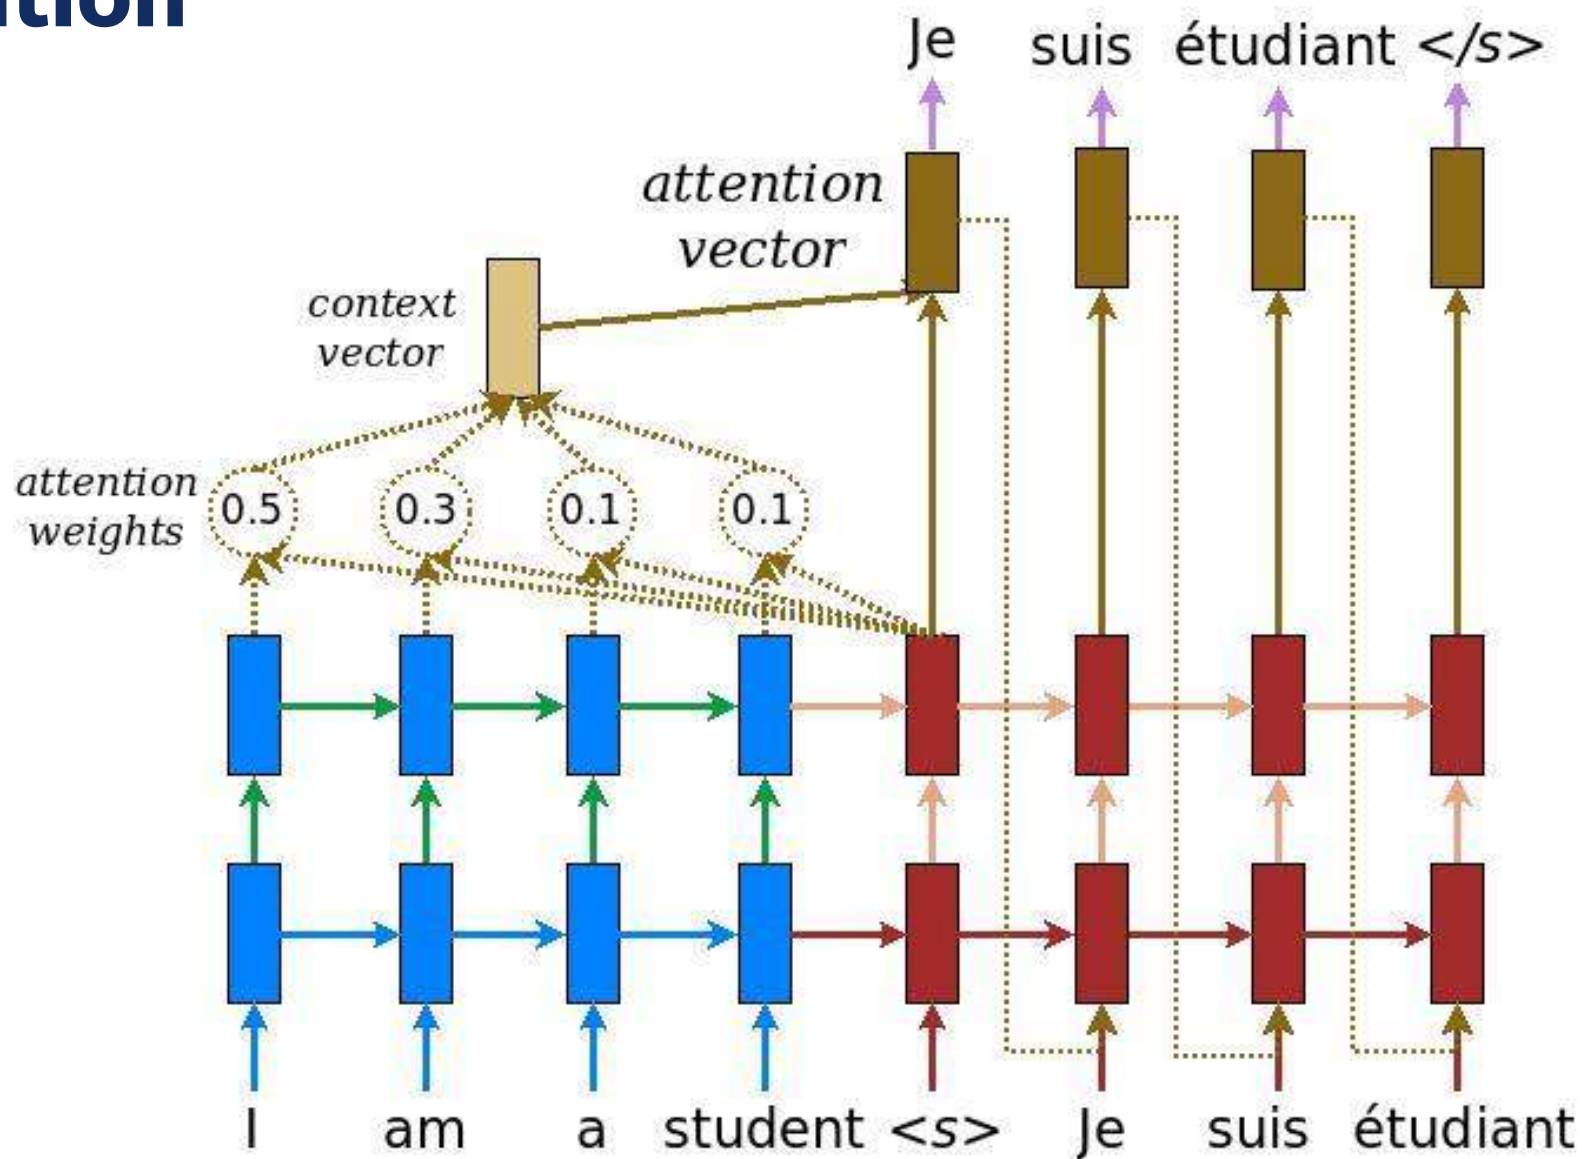 Je suis étudiant </s>
attention
vector
context
vector
attention
weights
0.5 0.3 0.1 0.1
I am a student <s> Je suis étudiant